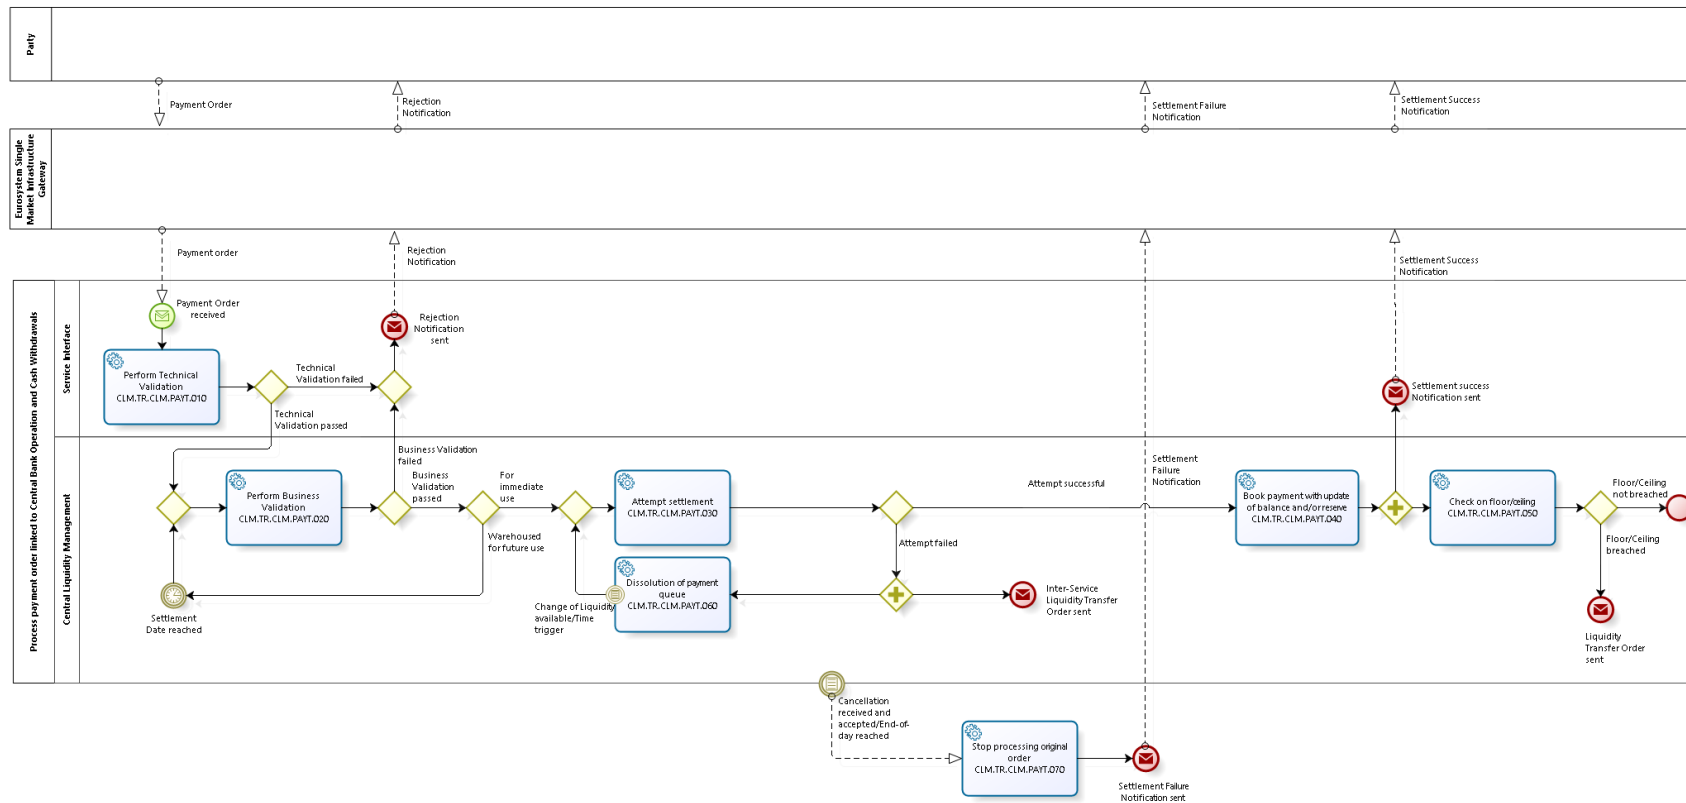 Party
Payment Order
Rejection
Notification
Settlement Failure
Notification
Settlement Success
Notification
Eurosystem Single
Market Infrastructure
Gateway
Payment order
Rejection
Notification
Settlement Success
Notification
Process payment order linked to Central Bank Operation and Cash Withdrawals
Service Interface
Payment Order
received
Rejection
Notification
sent
Perform Technical
Validation
CLM.TR.CLM.PAYT.010
Technical
Validation failed
Technical
Validation passed
Settlement success
Notification sent
Central Liquidity Management
Business Validation
failed
Business
Validation
passed
For
immediate
use
Settlement
Failure
Notification
Perform Business
Validation
CLM.TR.CLM.PAYT.020
Attempt settlement
CLM.TR.CLM.PAYT.030
Attempt successful
Book payment with update
of balance and/or reserve
CLM.TR.CLM.PAYT.040
Check on floor/ceiling
CLM.TR.CLM.PAYT.050
Floor/Ceiling
not breached
Warehoused
for future use
Attempt failed
Floor/Ceiling
breached
Dissolution of payment
queue
CLM.TR.CLM.PAYT.060
Change of Liquidity
available/Time
trigger
Inter-Service
Liquidity Transfer
Order sent
Settlement
Date reached
Liquidity
Transfer Order
sent
Cancellation
received and
accepted/End-of-
day reached
Stop processing original
order
CLM.TR.CLM.PAYT.070
Settlement Failure
Notification sent